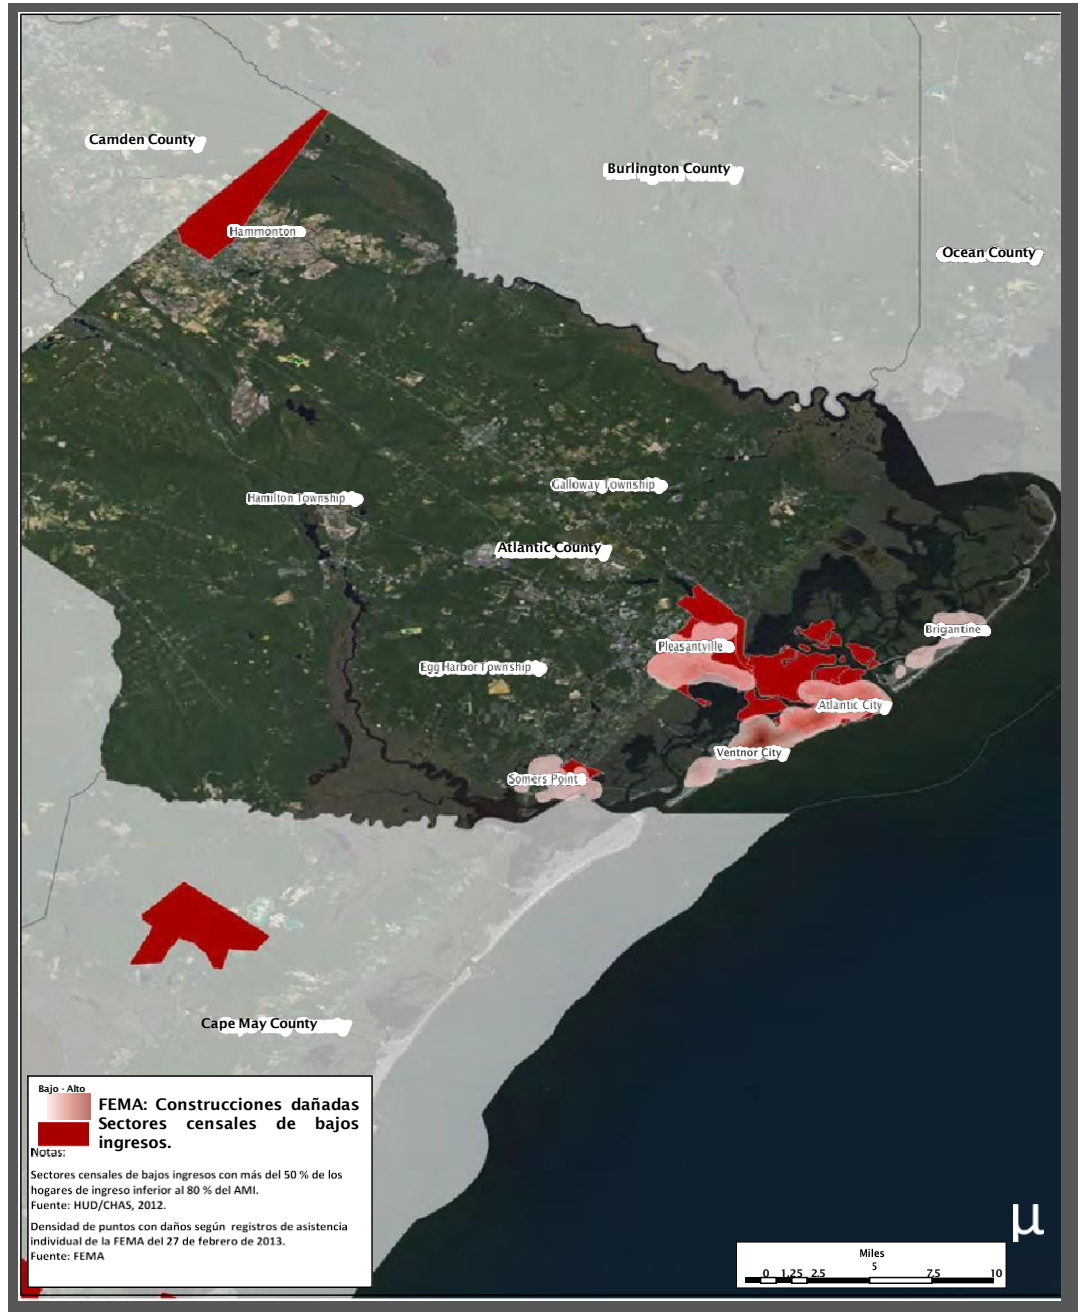 Camden County
Burlington County
Ocean County
Hammonton
Hamilton Township
Galloway Township
Atlantic County
Brigantine
Pleasantville
Egg Harbor Township
Atlantic City
Ventnor City
Somers Point
Cape May County
Bajo - Alto
FEMA: Construcciones dañadas
Sectores censales de bajos
ingresos.
Notas:
Sectores censales de bajos ingresos con más del 50 % de los
hogares de ingreso inferior al 80 % del AMI.
Fuente: HUD/CHAS, 2012.
Densidad de puntos con daños según registros de asistencia
individual de la FEMA del 27 de febrero de 2013.
Fuente: FEMA
µ
Miles
0 1.25 2.5 5 7.5 10